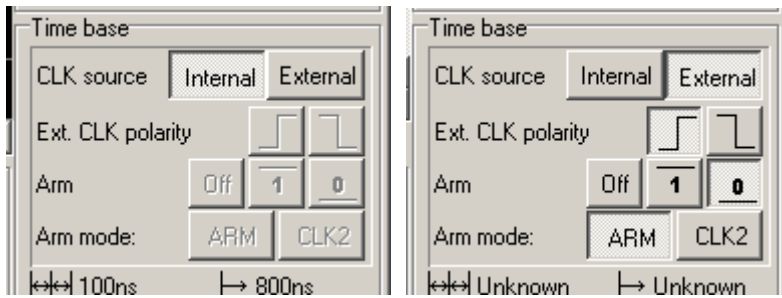 Time base
CLK source Internal External
Ext. CLK polarity
Arm Off 1 0
Arm mode: ARM CLK2
100ns 800ns
Time base
CLK source Internal External
Ext. CLK polarity
Arm Off 1 0
Arm mode: ARM CLK2
Unknown Unknown